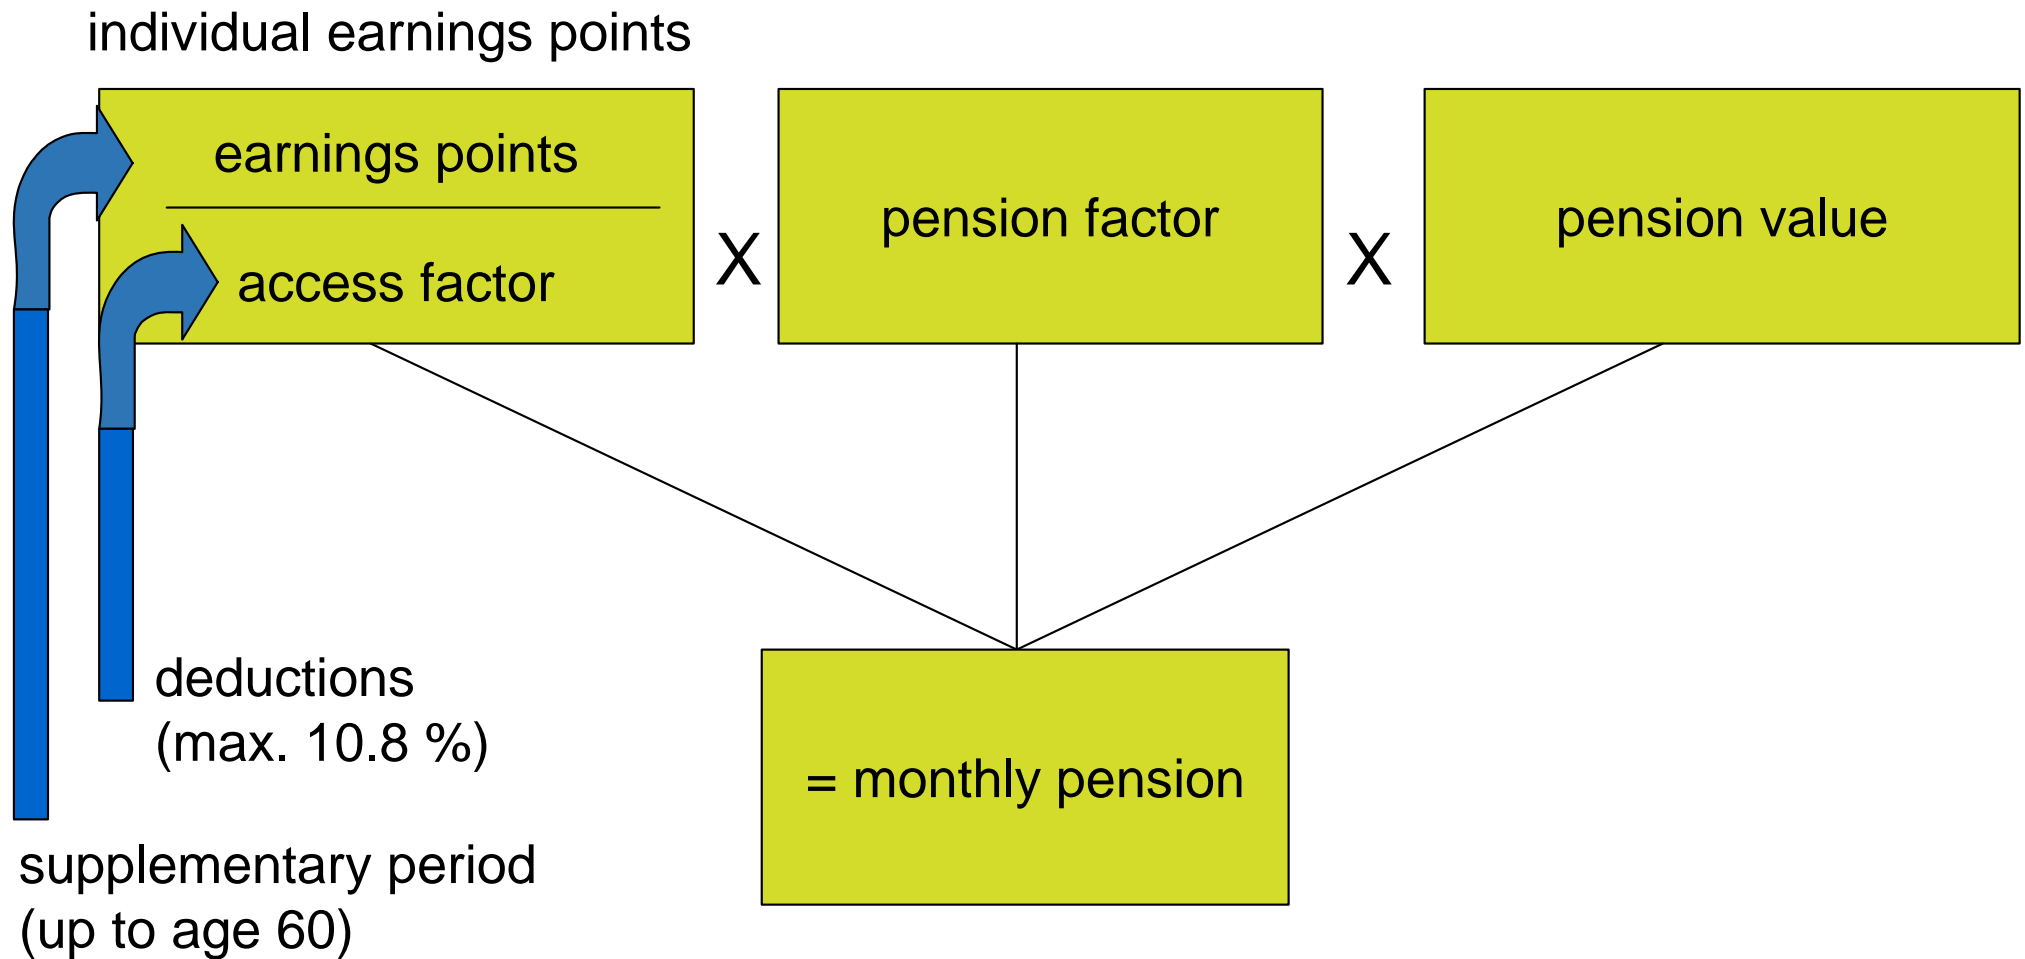 individual earnings points
earnings points
access factor
X
pension factor
X
pension value
deductions
(max. 10.8 %)
= monthly pension
supplementary period
(up to age 60)